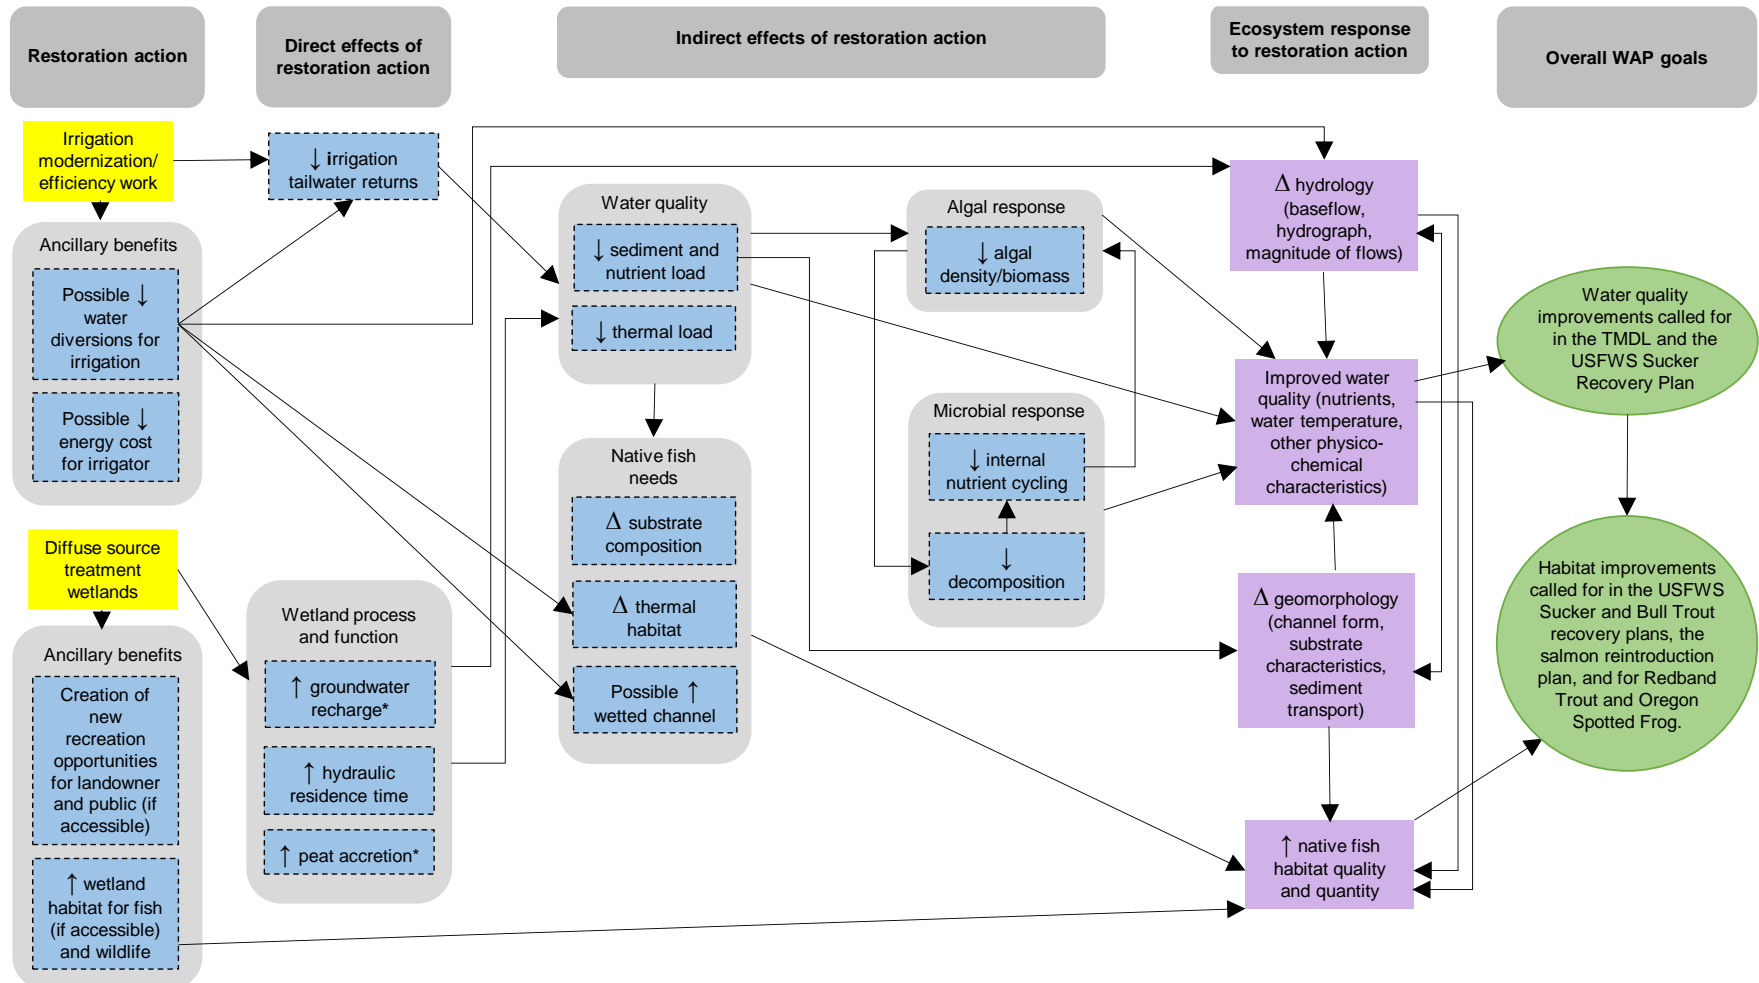 Restoration action
Direct effects of
restoration action
Indirect effects of restoration action
Ecosystem response
to restoration action
Overall WAP goals
Irrigation
modernization/
efficiency work
Ancillary benefits
Possible ↓
water
diversions for
irrigation
Possible ↓
energy cost
for irrigator
Diffuse source
treatment
wetlands
Ancillary benefits
Creation of
new
recreation
opportunities
for landowner
and public (if
accessible)
↑ wetland
habitat for fish
(if accessible)
and wildlife
↓ irrigation
tailwater returns
Wetland process
and function
↑ groundwater
recharge*
↑ hydraulic
residence time
↑ peat accretion*
Water quality
↓ sediment and
nutrient load
↓ thermal load
Native fish
needs
Δ substrate
composition
Δ thermal
habitat
Possible ↑
wetted channel
Algal response
↓ algal
density/biomass
Microbial response
↓ internal
nutrient cycling
↓
decomposition
Δ hydrology
(baseflow,
hydrograph,
magnitude of flows)
Improved water
quality (nutrients,
water temperature,
other physico-
chemical
characteristics)
Δ geomorphology
(channel form,
substrate
characteristics,
sediment
transport)
↑ native fish
habitat quality
and quantity
Water quality
improvements called for
in the TMDL and the
USFWS Sucker
Recovery Plan
Habitat improvements
called for in the USFWS
Sucker and Bull Trout
recovery plans, the
salmon reintroduction
plan, and for Redband
Trout and Oregon
Spotted Frog.